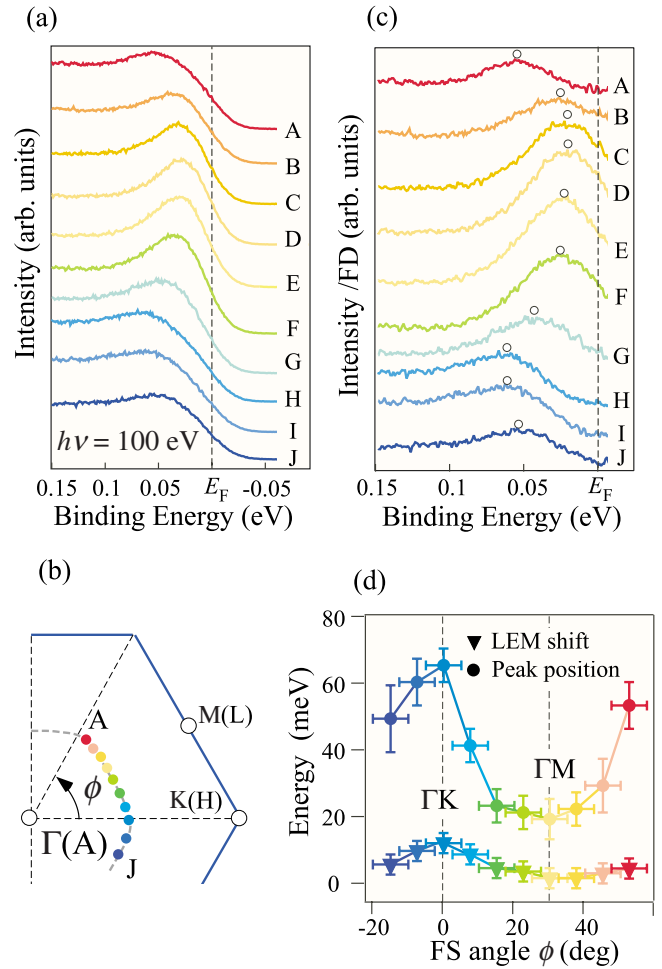 (a)
Intensity (arb. units)
A
B
C
D
E
F
G
H
I
J
hν = 100 eV
0.15 0.1 0.05 EF -0.05
Binding Energy (eV)
(c)
Intensity /FD (arb. units)
A
B
C
D
E
F
G
H
I
J
0.15 0.1 0.05 EF
Binding Energy (eV)
(b)
A
M(L)
ϕ
K(H)
Γ(A)
J
(d)
Energy (meV)
80
60
40
20
0
▼ LEM shift
● Peak position
ΓK
ΓM
-20 0 20 40
FS angle ϕ (deg)